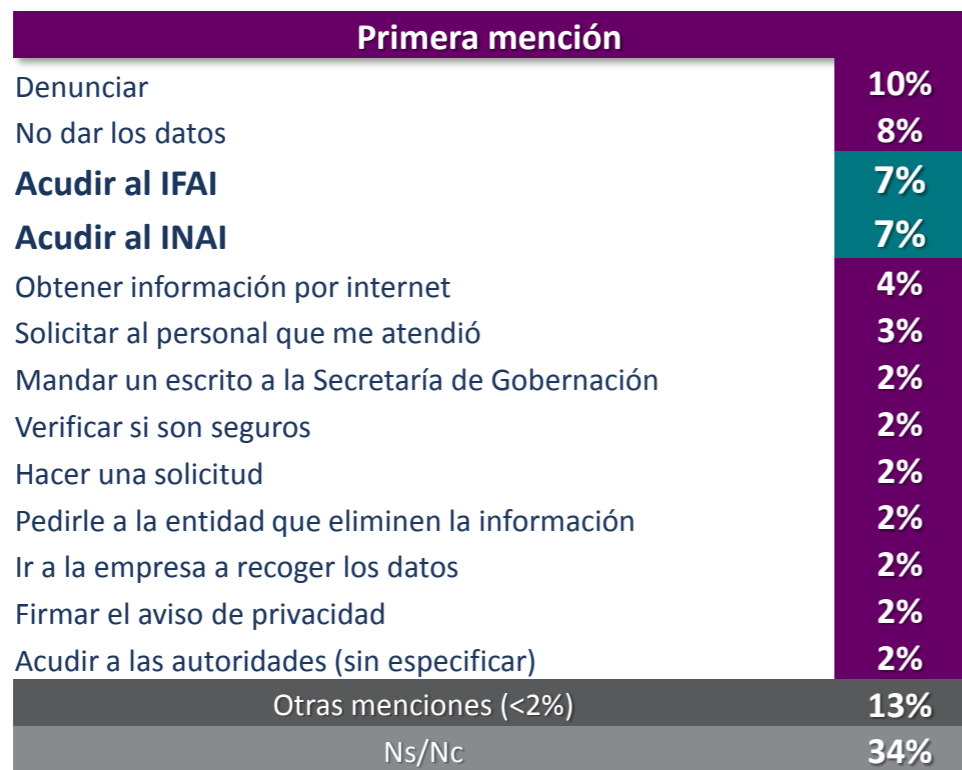 Primera mención
Denunciar 10%
No dar los datos 8%
Acudir al IFAI 7%
Acudir al INAI 7%
Obtener información por internet 4%
Solicitar al personal que me atendió 3%
Mandar un escrito a la Secretaría de Gobernación 2%
Verificar si son seguros 2%
Hacer una solicitud 2%
Pedirle a la entidad que eliminen la información 2%
Ir a la empresa a recoger los datos 2%
Firmar el aviso de privacidad 2%
Acudir a las autoridades (sin especificar) 2%
Otras menciones (<2%) 13%
Ns/Nc 34%